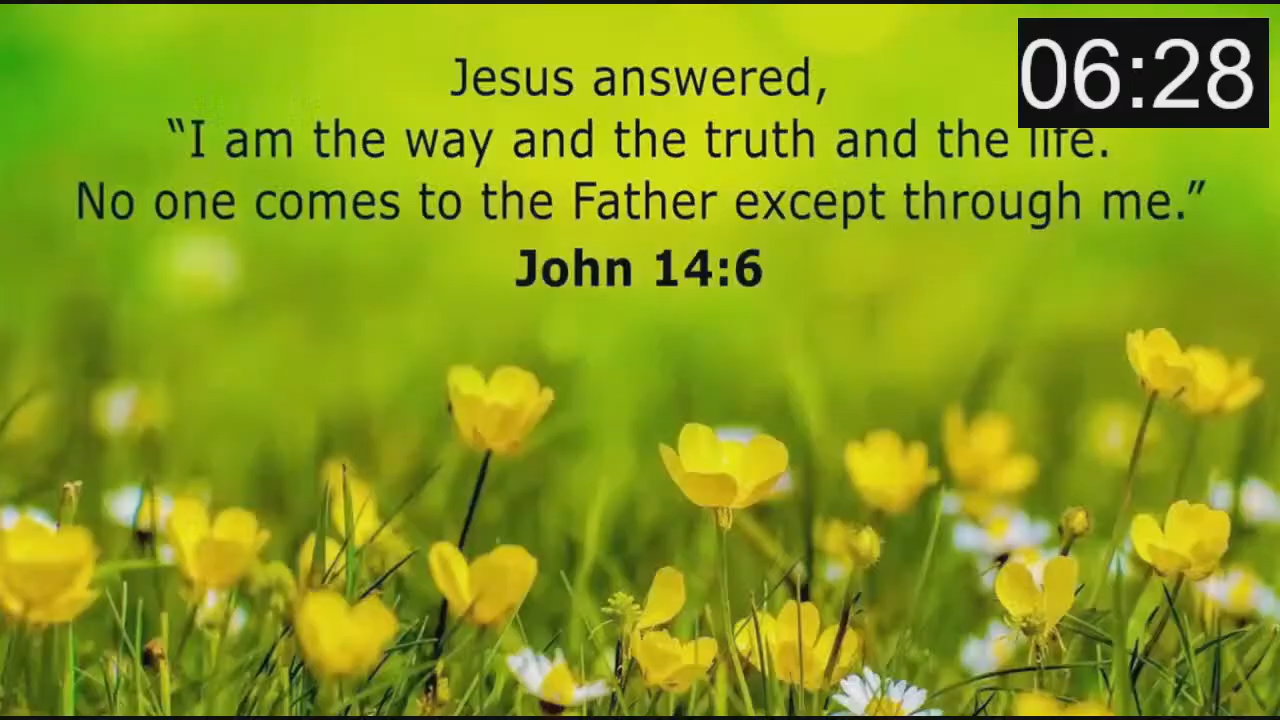 06:28
Jesus answered,
“I am the way and the truth and the life.
No one comes to the Father except through me.”
John 14:6